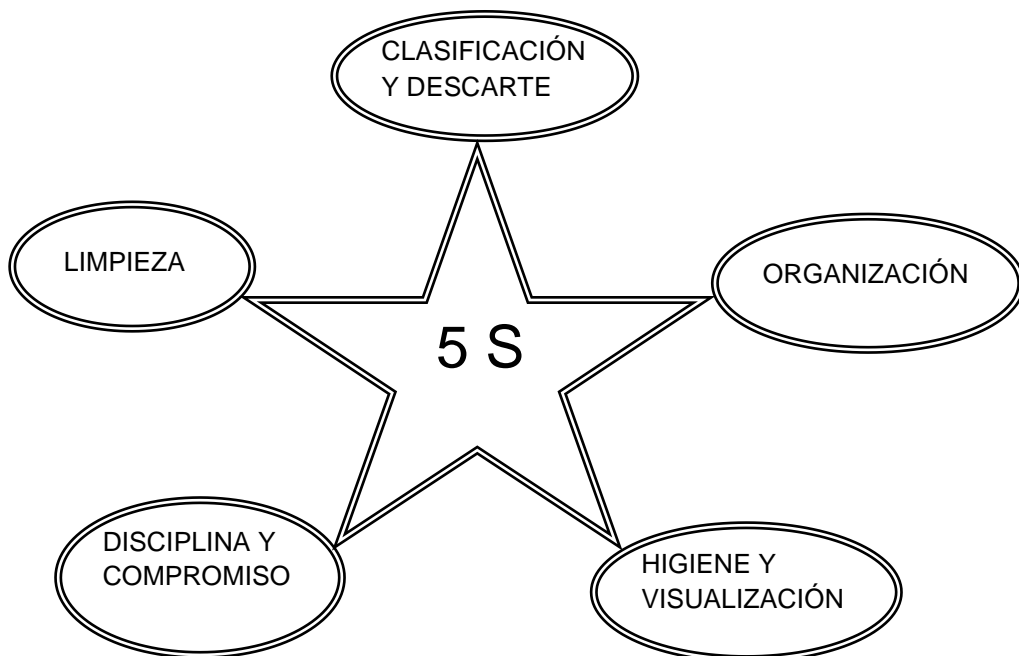 CLASIFICACIÓN
Y DESCARTE
LIMPIEZA
ORGANIZACIÓN
5 S
DISCIPLINA Y
COMPROMISO
HIGIENE Y
VISUALIZACIÓN